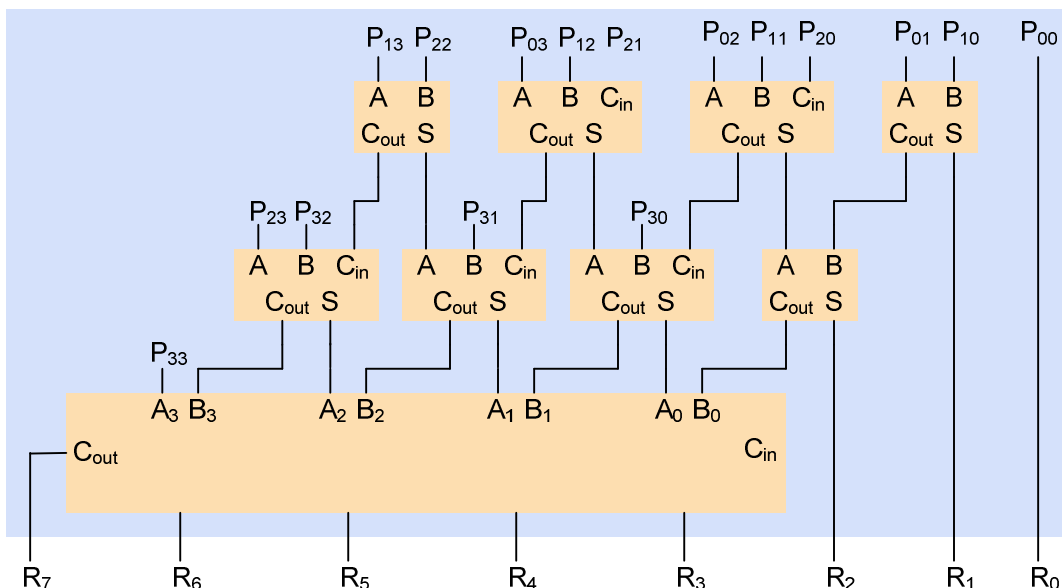 P₁₃ P₂₂ P₀₃ P₁₂ P₂₁ P₀₂ P₁₁ P₂₀ P₀₁ P₁₀ P₀₀
A B A B Cᵢₙ A B Cᵢₙ A B
Cₒᵤₜ S Cₒᵤₜ S Cₒᵤₜ S Cₒᵤₜ S
P₂₃ P₃₂ P₃₁ P₃₀
A B Cᵢₙ A B Cᵢₙ A B Cᵢₙ A B
Cₒᵤₜ S Cₒᵤₜ S Cₒᵤₜ S Cₒᵤₜ S
P₃₃
A₃ B₃ A₂ B₂ A₁ B₁ A₀ B₀
Cₒᵤₜ Cᵢₙ
R₇ R₆ R₅ R₄ R₃ R₂ R₁ R₀